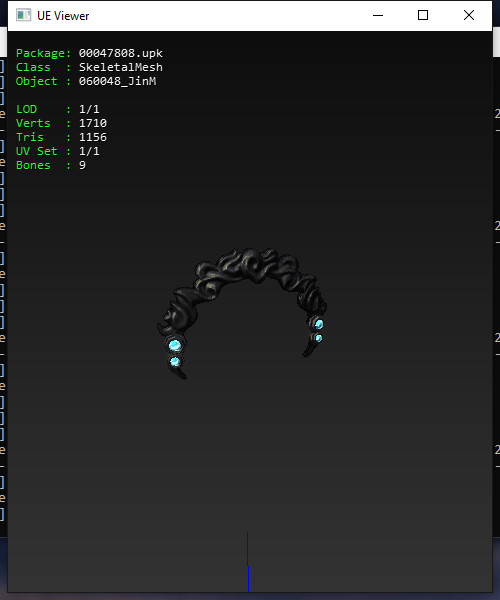 UE Viewer
Package: 00047808.upk
Class : SkeletalMesh
Object : 060048_JinM
LOD : 1/1
Verts : 1710
Tris : 1156
UV Set : 1/1
Bones : 9